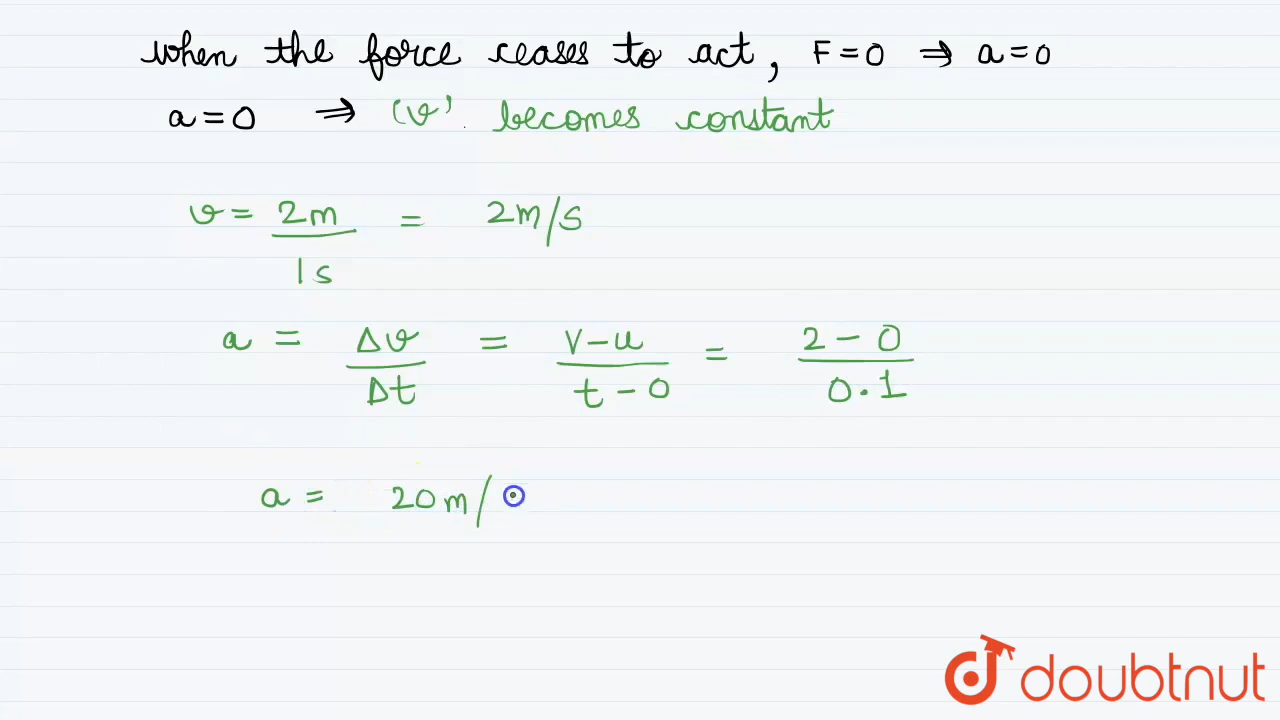 when the force ceases to act, F = 0 ⇒ a = 0
a = 0 ⇒ 'v' becomes constant
v = 2m / 1s = 2m/s
a = Δv / Δt = v - u / t - 0 = 2 - 0 / 0.1
a = 20m/
doubtnut